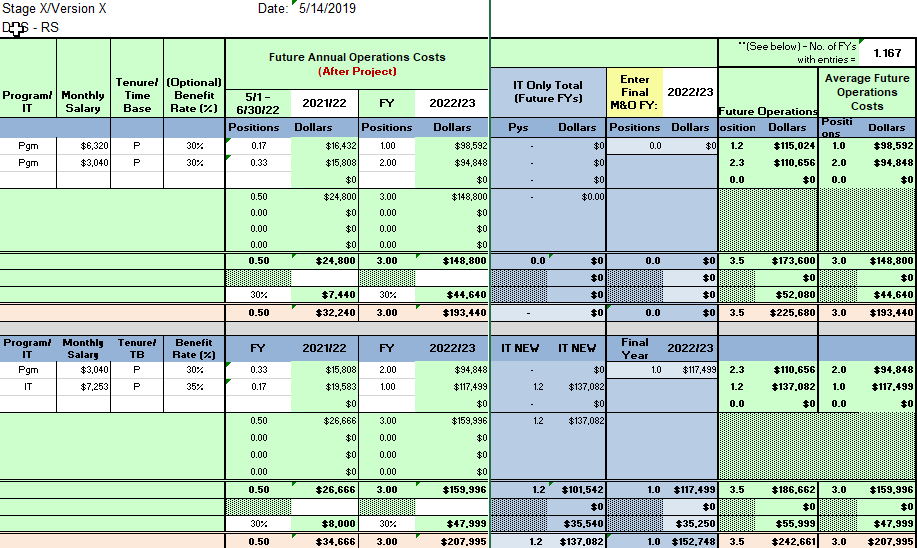 Stage X/Version X Date: 5/14/2019
- RS
**(See below) - No. of FY's with entries = 1.167
Future Annual Operations Costs
(After Project)
Program/ IT Monthly Salary Tenure/ Time Base (Optional) Benefit Rate (%) 5/1 - 6/30/22 2021/22 FY 2022/23 IT Only Total (Future FYs) Enter Final M&O FY: 2022/23 Future Operations Average Future Operations Costs
Positions Dollars Positions Dollars Pys Dollars Positions Dollars osition Dollars Positi ons Dollars
Pgm $6,320 P 30% 0.17 $16,432 1.00 $98,592 - $0 0.0 $0 1.2 $115,024 1.0 $98,592
Pgm $3,040 P 30% 0.33 $15,808 2.00 $94,848 - $0 2.3 $110,656 2.0 $94,848
$0 $0 - $0 0.0 $0 0.0 $0
0.50 $24,800 3.00 $148,800 - $0.00
0.00 $0 0.00 $0
0.00 $0 0.00 $0
0.00 $0 0.00 $0
0.50 $24,800 3.00 $148,800 0.0 $0 0.0 $0 3.5 $173,600 3.0 $148,800
$0 $0 $0 $0
30% $7,440 30% $44,640 $0 $0 $52,080 $44,640
0.50 $32,240 3.00 $193,440 - $0 0.0 $0 3.5 $225,680 3.0 $193,440
Program/ IT Monthly Salary Tenure/ TB Benefit Rate (%) FY 2021/22 FY 2022/23 IT NEW IT NEW Final Year 2022/23
Pgm $3,040 P 30% 0.33 $15,808 2.00 $94,848 - $0 1.0 $117,499 2.3 $110,656 2.0 $94,848
IT $7,253 P 35% 0.17 $19,583 1.00 $117,499 1.2 $137,082 1.2 $137,082 1.0 $117,499
$0 $0 - $0 0.0 $0 0.0 $0
0.50 $26,666 3.00 $159,996 1.2 $137,082
0.00 $0 0.00 $0
0.00 $0 0.00 $0
0.00 $0 0.00 $0
0.50 $26,666 3.00 $159,996 1.2 $101,542 1.0 $117,499 3.5 $186,662 3.0 $159,996
$0 $0 $0 $0
30% $8,000 30% $47,999 $35,540 $35,250 $55,999 $47,999
0.50 $34,666 3.00 $207,995 1.2 $137,082 1.0 $152,748 3.5 $242,661 3.0 $207,995